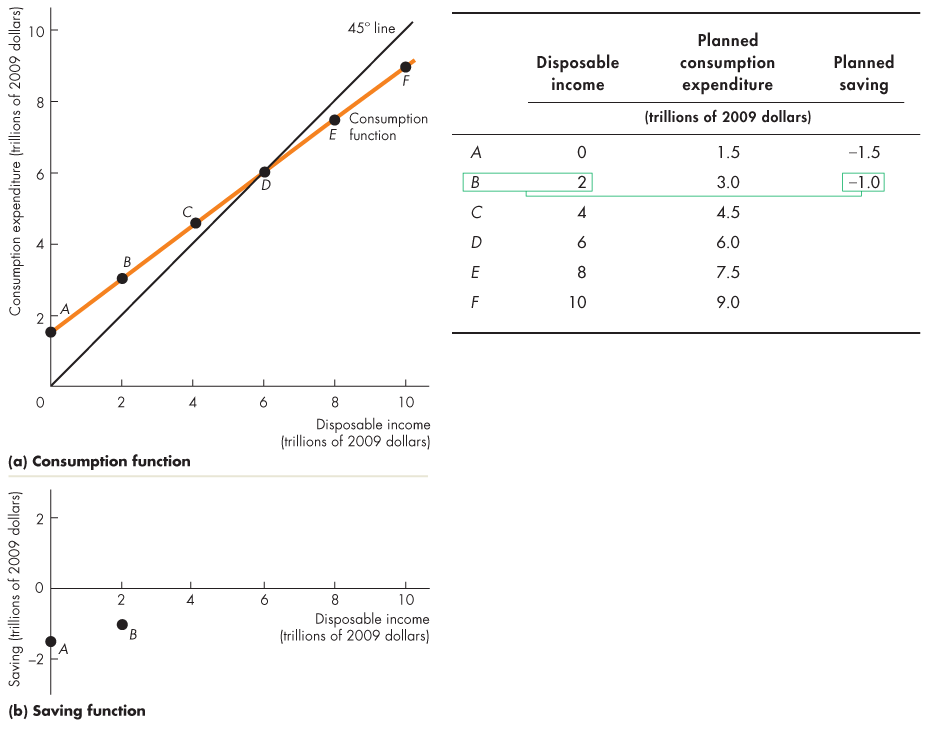 Consumption expenditure (trillions of 2009 dollars)
10
8
6
4
2
0
2
4
6
8
10
45° line
Consumption
function
A
B
C
D
E
F
Disposable income
(trillions of 2009 dollars)
(a) Consumption function
Saving (trillions of 2009 dollars)
2
0
–2
2
4
6
8
10
A
B
Disposable income
(trillions of 2009 dollars)
(b) Saving function
Disposable income
Planned consumption expenditure
Planned saving
(trillions of 2009 dollars)
A 0 1.5 –1.5
B 2 3.0 –1.0
C 4 4.5
D 6 6.0
E 8 7.5
F 10 9.0